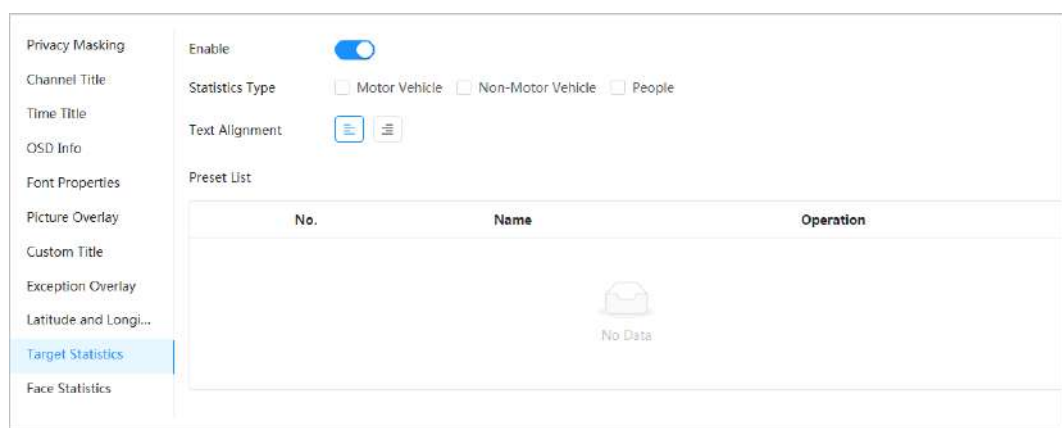 Privacy Masking
Channel Title
Time Title
OSD Info
Font Properties
Picture Overlay
Custom Title
Exception Overlay
Latitude and Longi...
Target Statistics
Face Statistics
Enable
Statistics Type Motor Vehicle Non-Motor Vehicle People
Text Alignment
Preset List
No. Name Operation
No Data